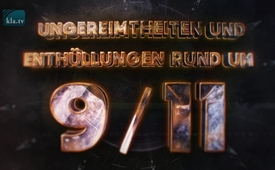 kla.tv
UNGEREIMTHEITEN UND
ENTHÜLLUNGEN RUND UM
9/11